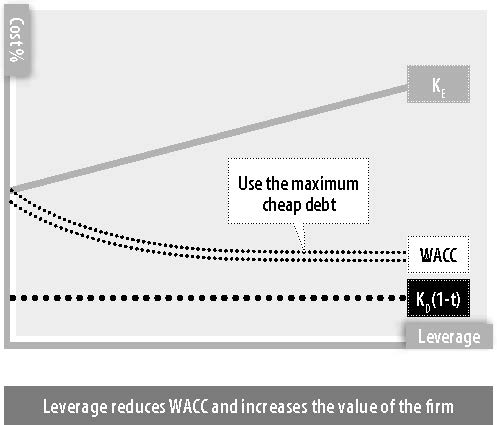 Cost %
K_E
Use the maximum
cheap debt
WACC
K_D(1-t)
Leverage
Leverage reduces WACC and increases the value of the firm